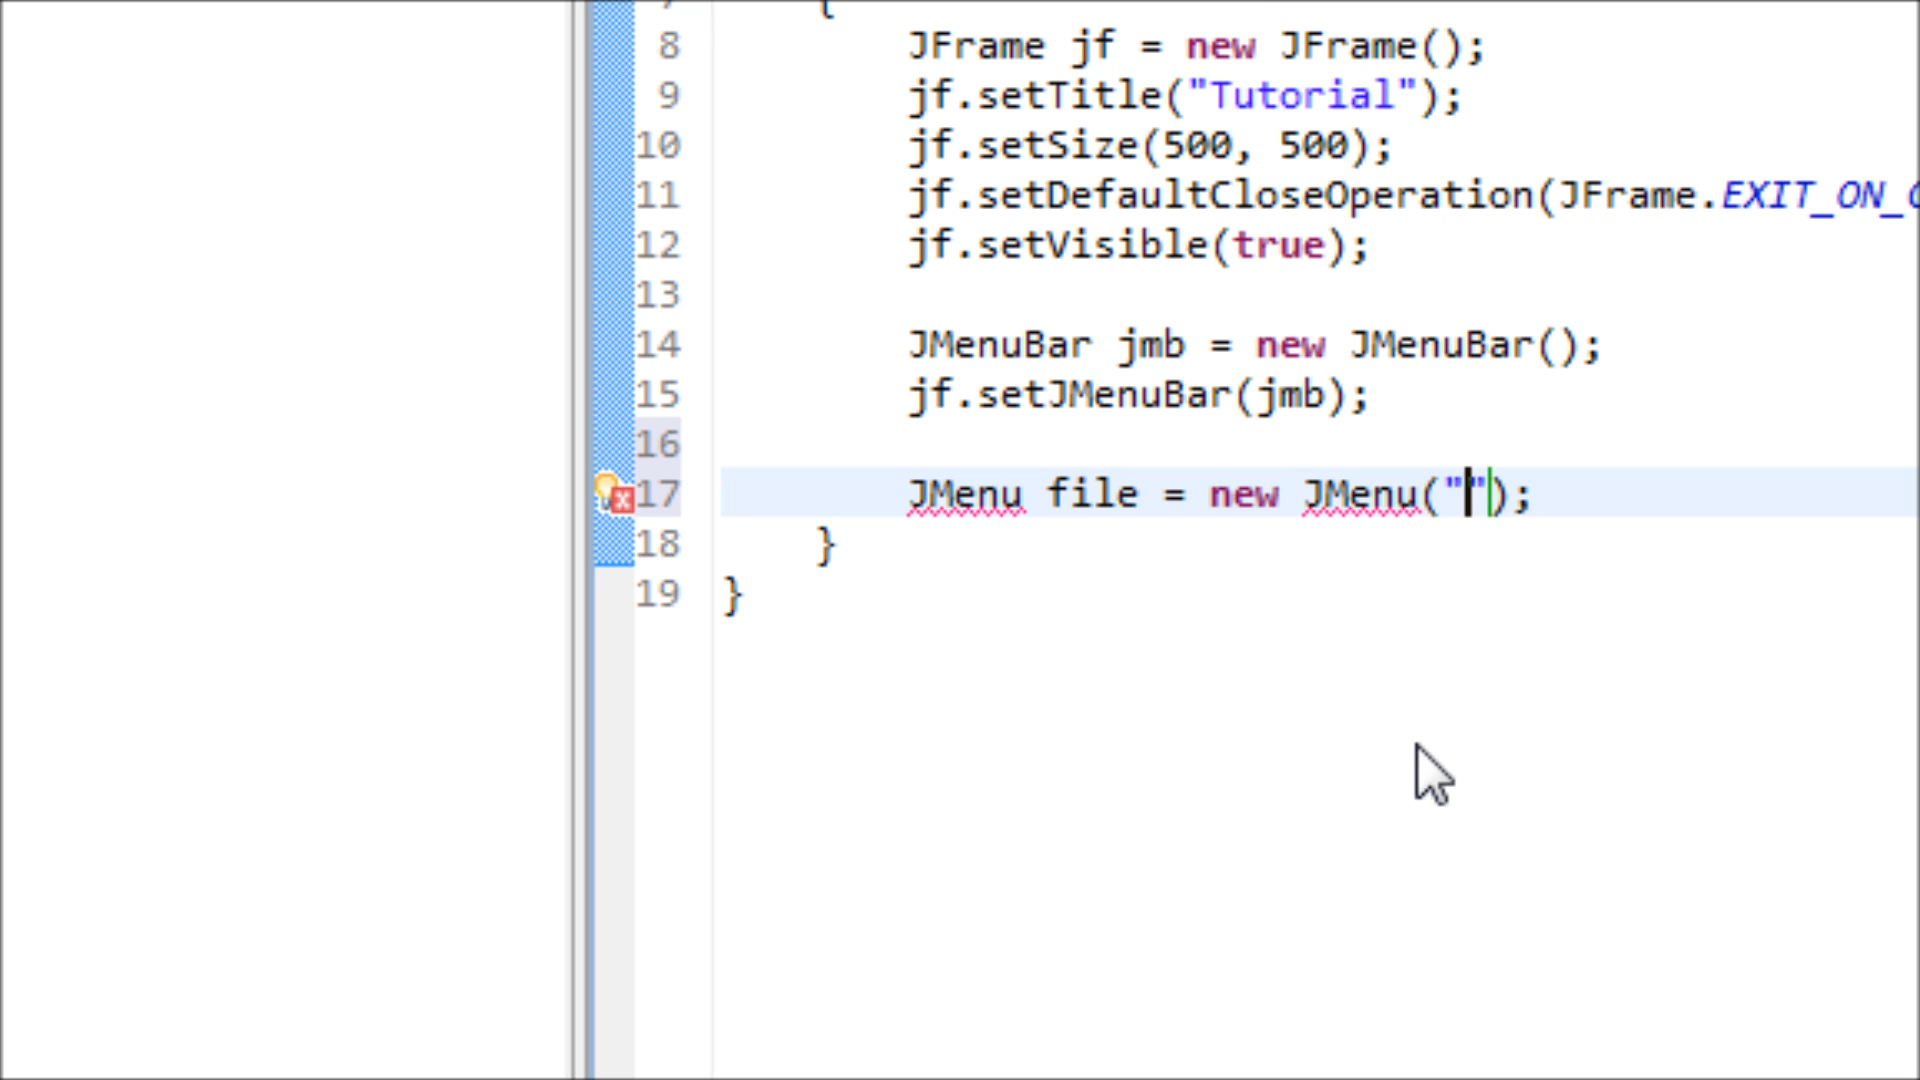 {
8 JFrame jf = new JFrame();
9 jf.setTitle("Tutorial");
10 jf.setSize(500, 500);
11 jf.setDefaultCloseOperation(JFrame.EXIT_ON_
12 jf.setVisible(true);
13
14 JMenuBar jmb = new JMenuBar();
15 jf.setJMenuBar(jmb);
16
17 JMenu file = new JMenu("");
18 }
19 }